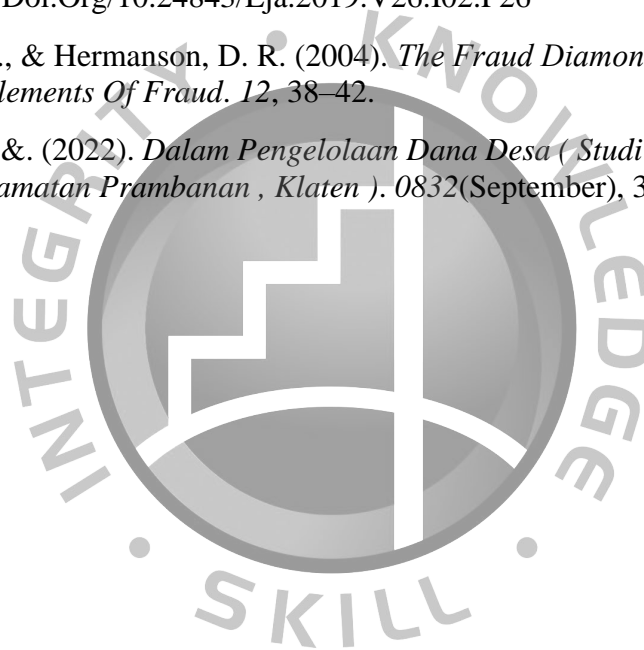 Doi.Org/10.24843/Eja.2019.V26.I02.P26
., & Hermanson, D. R. (2004). The Fraud Diamon
lements Of Fraud. 12, 38–42.
&. (2022). Dalam Pengelolaan Dana Desa ( Studi
amatan Prambanan , Klaten ). 0832(September), 3
INTEGRITY • KNOWLEDGE • SKILL